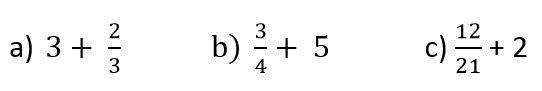 a) 3 + 2/3 b) 3/4 + 5 c) 12/21 + 2